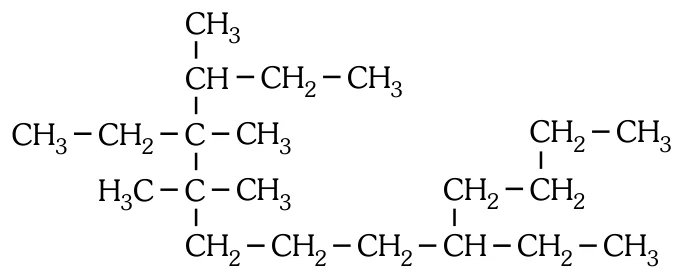 CH₃
CH – CH₂ – CH₃
CH₃ – CH₂ – C – CH₃ CH₂ – CH₃
H₃C – C – CH₃ CH₂ – CH₂
CH₂ – CH₂ – CH₂ – CH – CH₂ – CH₃